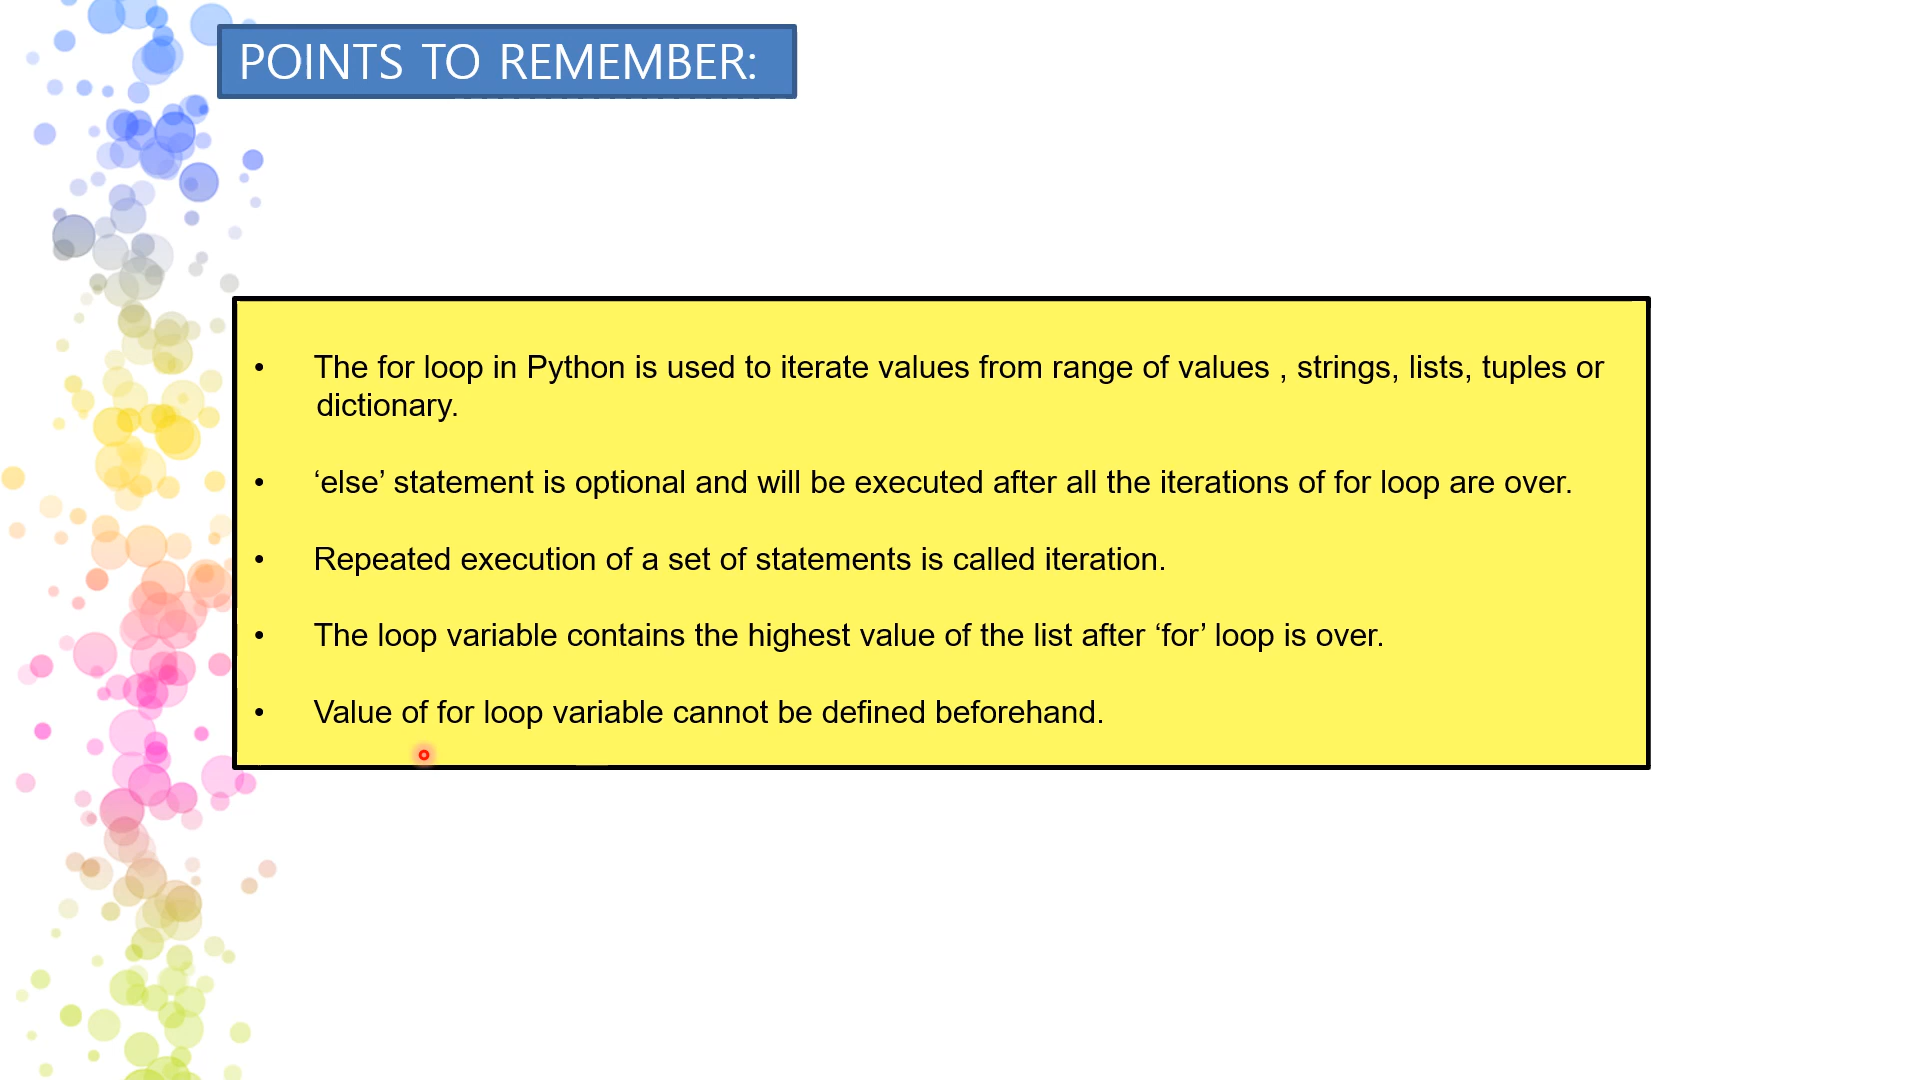 POINTS TO REMEMBER:
• The for loop in Python is used to iterate values from range of values , strings, lists, tuples or
dictionary.
• ‘else’ statement is optional and will be executed after all the iterations of for loop are over.
• Repeated execution of a set of statements is called iteration.
• The loop variable contains the highest value of the list after ‘for’ loop is over.
• Value of for loop variable cannot be defined beforehand.